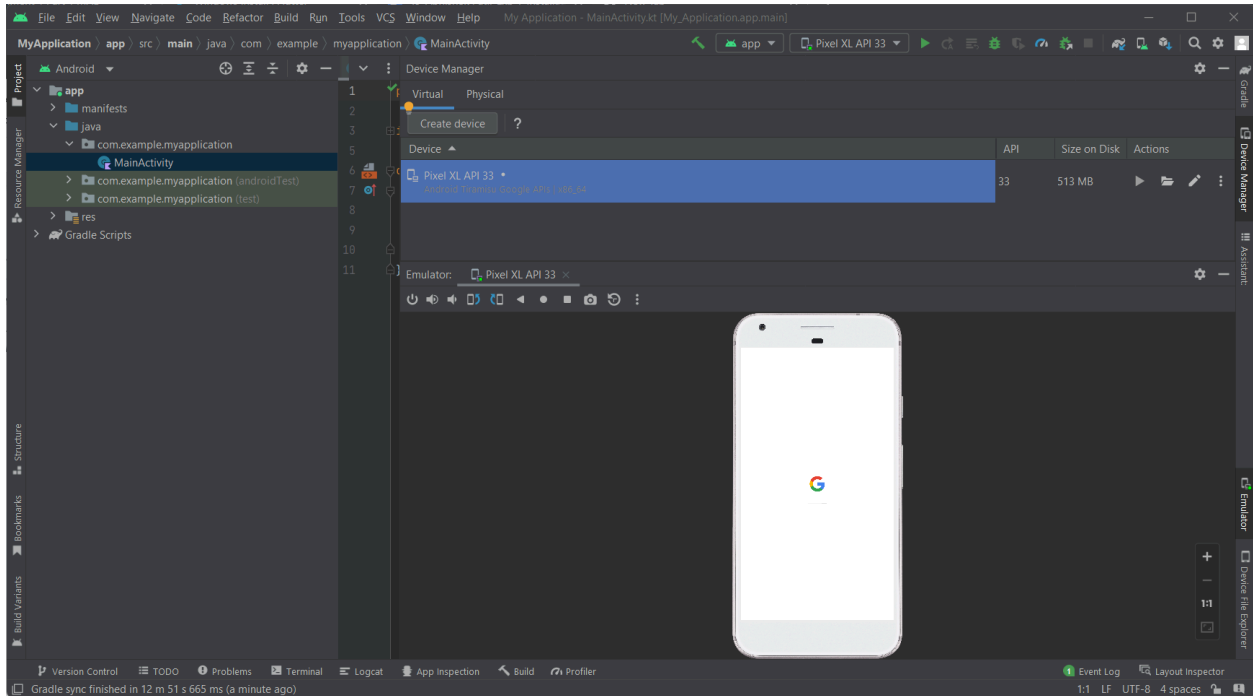 File Edit View Navigate Code Refactor Build Run Tools VCS Window Help My Application - MainActivity.kt [My_Application.app.main]
MyApplication app src main java com example myapplication MainActivity app Pixel XL API 33
Project
Android
app
manifests
java
com.example.myapplication
MainActivity
com.example.myapplication (androidTest)
com.example.myapplication (test)
res
Gradle Scripts
Resource Manager
Structure
Bookmarks
Build Variants
1
2
3
5
6
7
8
9
10
11
Device Manager
Virtual Physical
Create device ?
Device API Size on Disk Actions
Pixel XL API 33 33 513 MB
Android Tiramisu Google APIs | x86_64
Emulator: Pixel XL API 33
G
1:1
Gradle
Device Manager
Assistant:
Emulator
Device File Explorer
Version Control TODO Problems Terminal Logcat App Inspection Build Profiler 1 Event Log Layout Inspector
Gradle sync finished in 12 m 51 s 665 ms (a minute ago) 1:1 LF UTF-8 4 spaces